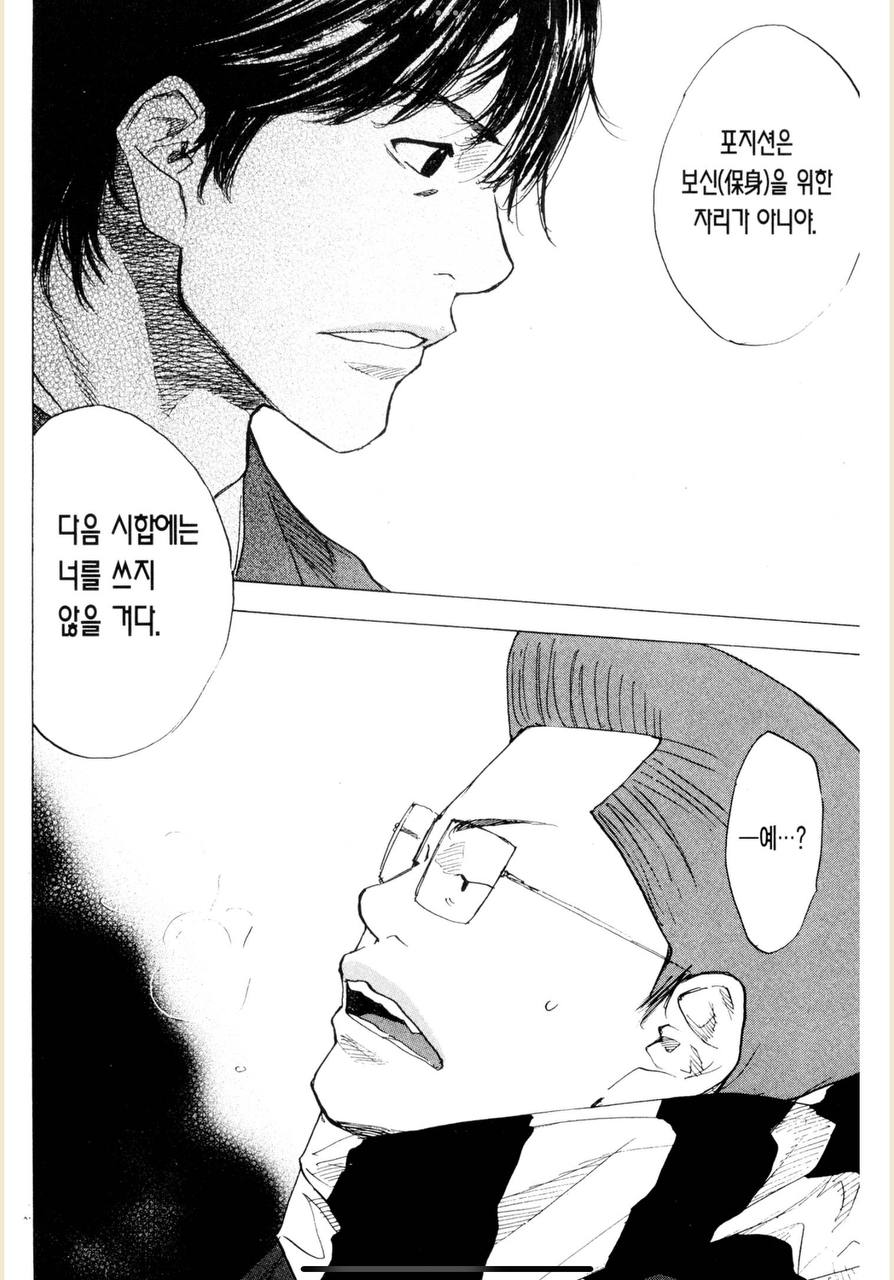 포지션은
보신(保身)을 위한
자리가 아니야.
다음 시합에는
너를 쓰지
않을 거다.
—예…?